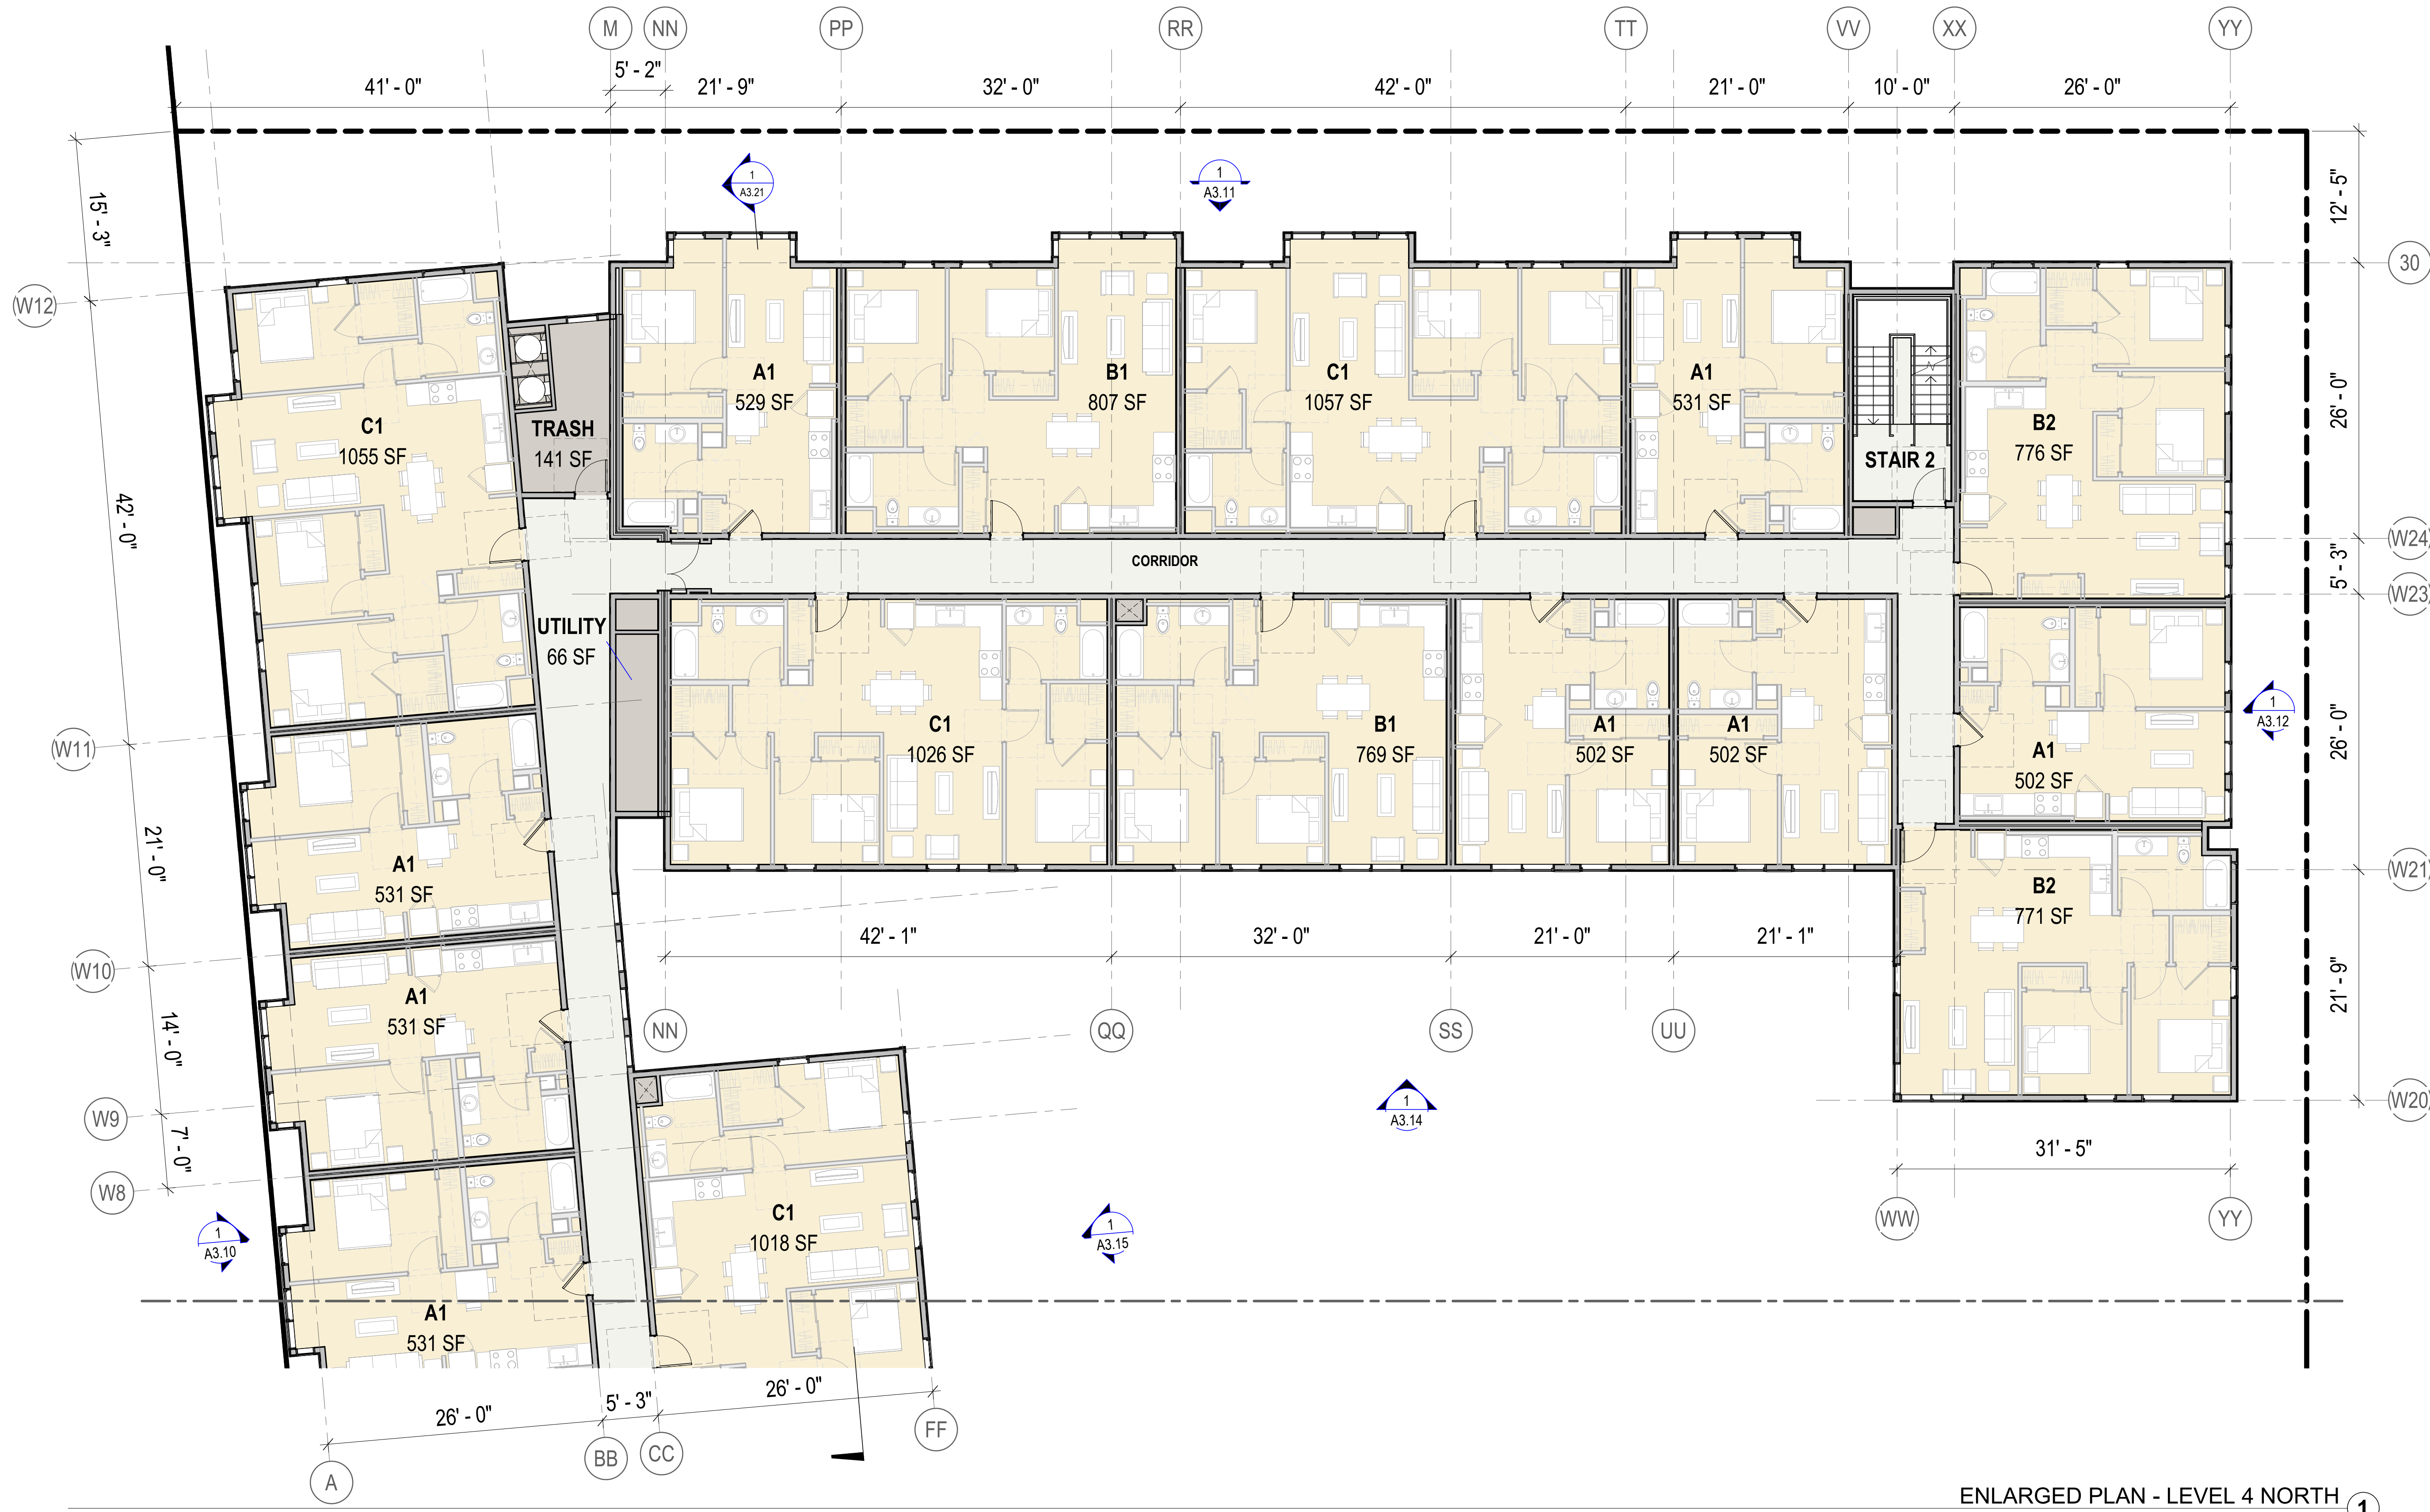 M
NN
PP
RR
TT
VV
XX
YY
41' - 0"
5' - 2"
21' - 9"
32' - 0"
42' - 0"
21' - 0"
10' - 0"
26' - 0"
15' - 3"
12' - 5"
1
A3.21
1
A3.11
30
W12
A1
529 SF
B1
807 SF
C1
1057 SF
A1
531 SF
B2
776 SF
26' - 0"
C1
1055 SF
TRASH
141 SF
STAIR 2
42' - 0"
CORRIDOR
W24
5' - 3"
W23
UTILITY
66 SF
1
A3.12
W11
C1
1026 SF
B1
769 SF
A1
502 SF
A1
502 SF
A1
502 SF
26' - 0"
21' - 0"
A1
531 SF
W21
B2
771 SF
42' - 1"
32' - 0"
21' - 0"
21' - 1"
W10
A1
531 SF
21' - 9"
14' - 0"
NN
QQ
SS
UU
W9
1
A3.14
W20
7' - 0"
31' - 5"
W8
C1
1018 SF
WW
YY
1
A3.10
1
A3.15
A1
531 SF
26' - 0"
5' - 3"
26' - 0"
A
BB
CC
FF
ENLARGED PLAN - LEVEL 4 NORTH
1